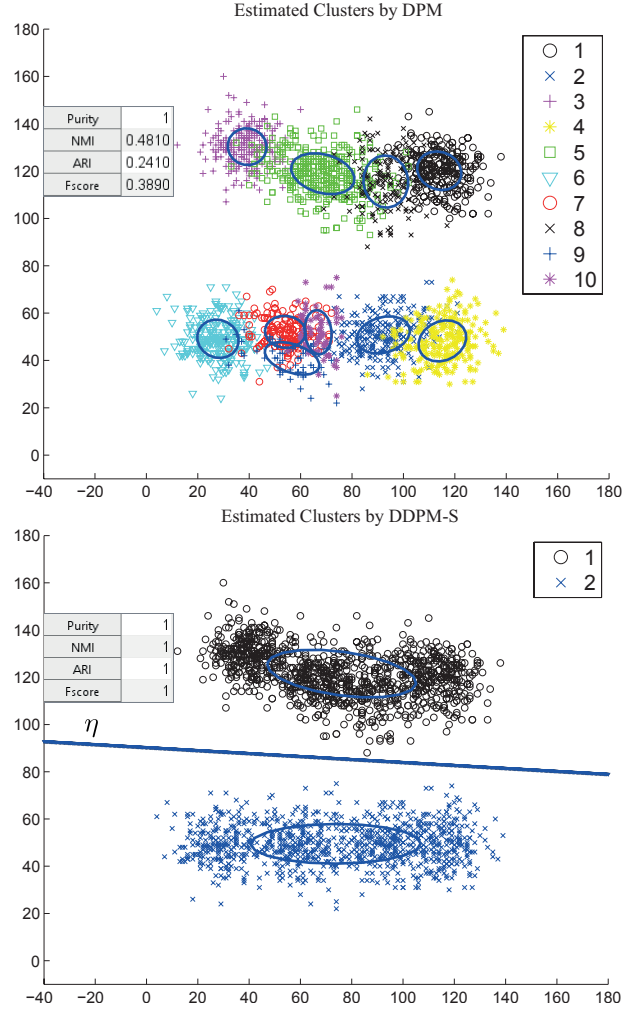 Estimated Clusters by DPM
180
160
140
120
100
80
60
40
20
0
−40 −20 0 20 40 60 80 100 120 140 160 180
Purity 1
NMI 0.4810
ARI 0.2410
Fscore 0.3890
1
2
3
4
5
6
7
8
9
10
Estimated Clusters by DDPM-S
180
160
140
120
100
80
60
40
20
0
−40 −20 0 20 40 60 80 100 120 140 160 180
Purity 1
NMI 1
ARI 1
Fscore 1
η
1
2